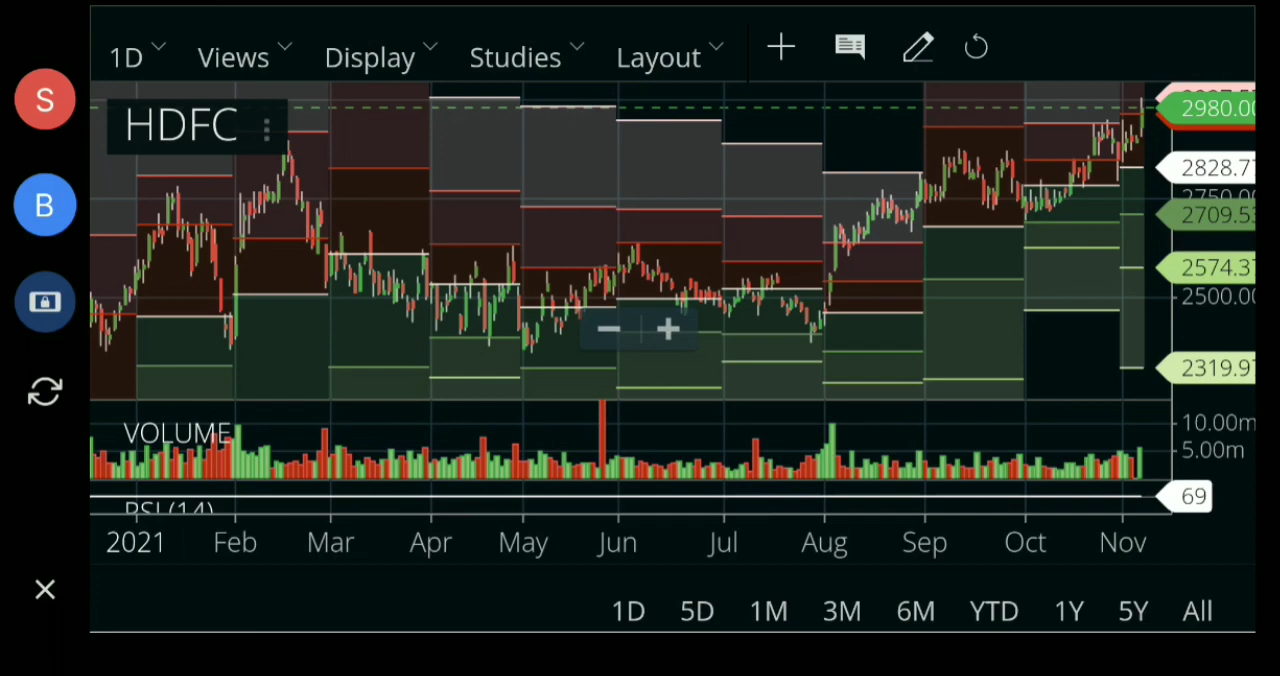 1D Views Display Studies Layout
S
HDFC
2980.00
B
2828.77
2709.53
2574.37
2500.00
2319.97
VOLUME
10.00m
5.00m
RSI (14)
69
2021 Feb Mar Apr May Jun Jul Aug Sep Oct Nov
1D 5D 1M 3M 6M YTD 1Y 5Y All